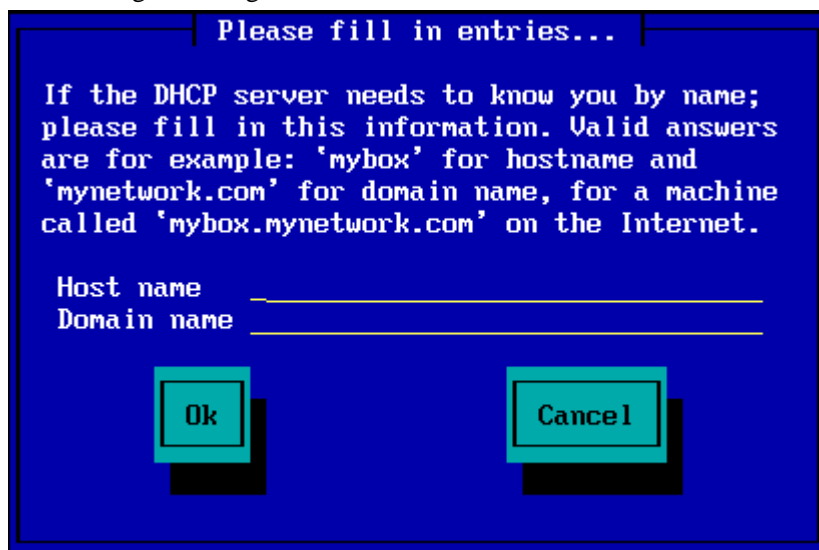 Please fill in entries...
If the DHCP server needs to know you by name;
please fill in this information. Valid answers
are for example: `mybox' for hostname and
`mynetwork.com' for domain name, for a machine
called `mybox.mynetwork.com' on the Internet.
Host name
Domain name
Ok Cancel